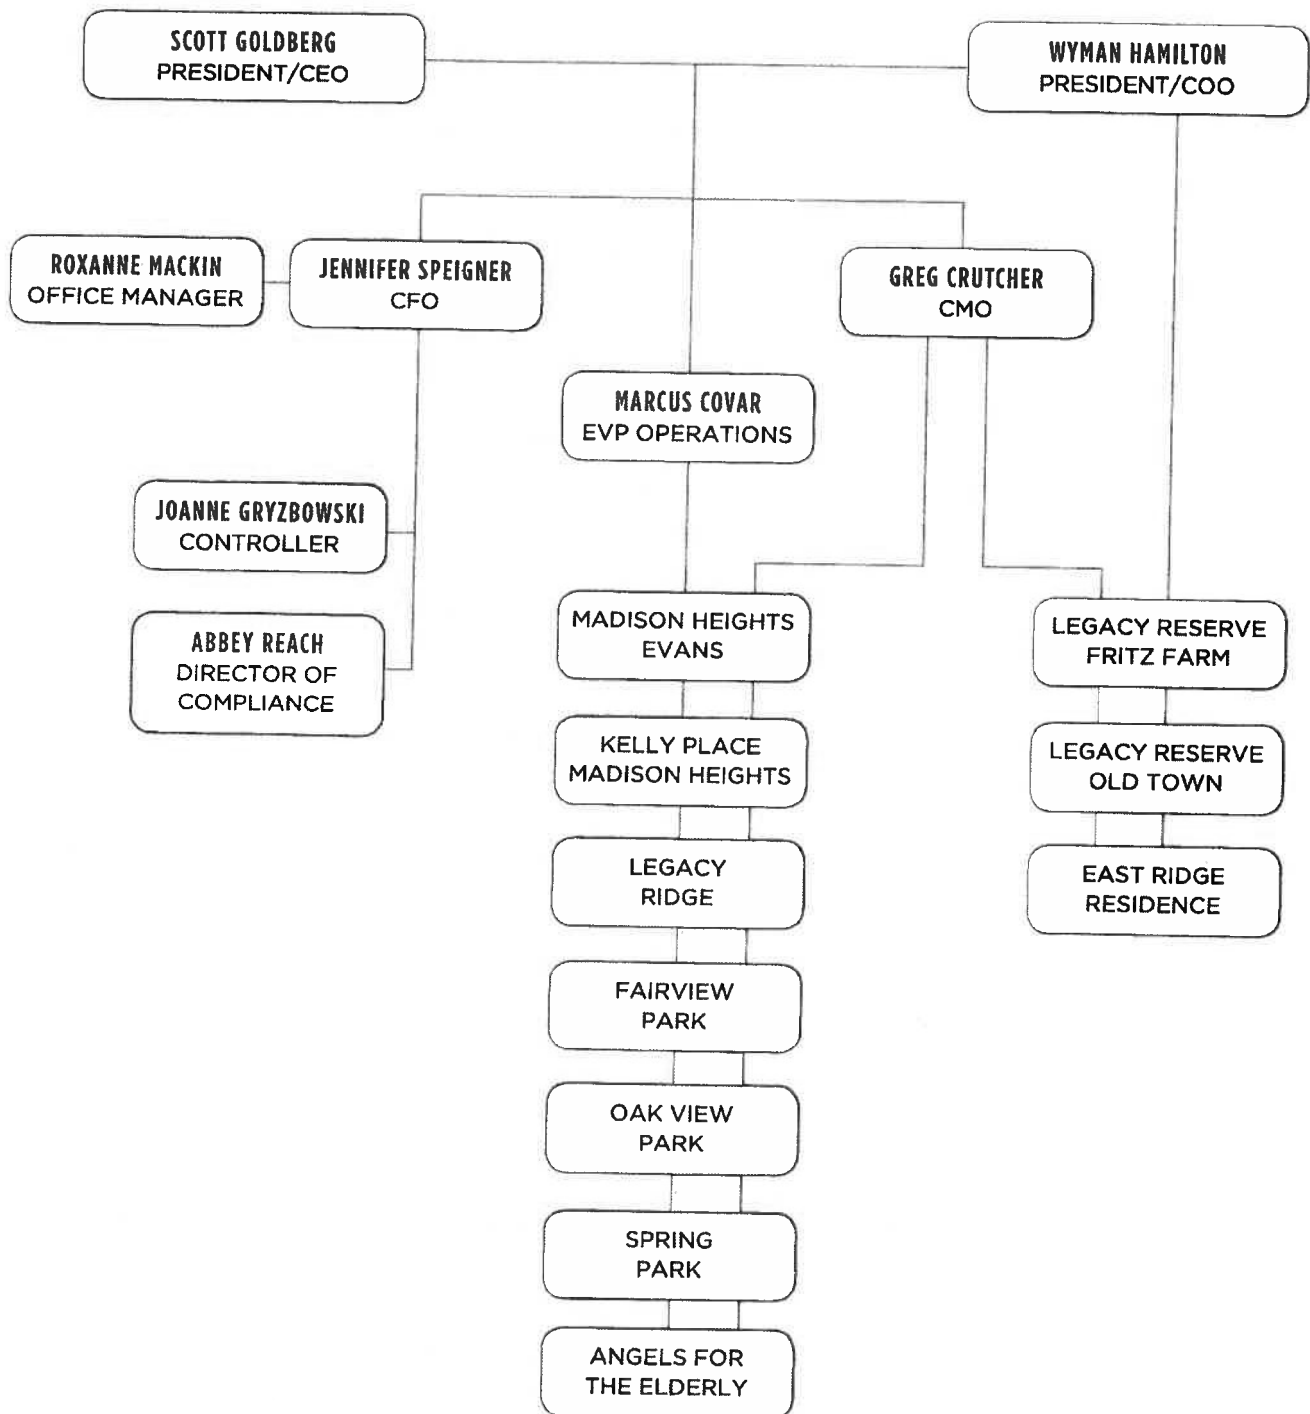 SCOTT GOLDBERG
PRESIDENT/CEO
WYMAN HAMILTON
PRESIDENT/COO
ROXANNE MACKIN
OFFICE MANAGER
JENNIFER SPEIGNER
CFO
GREG CRUTCHER
CMO
MARCUS COVAR
EVP OPERATIONS
JOANNE GRYZBOWSKI
CONTROLLER
ABBEY REACH
DIRECTOR OF
COMPLIANCE
MADISON HEIGHTS
EVANS
KELLY PLACE
MADISON HEIGHTS
LEGACY
RIDGE
FAIRVIEW
PARK
OAK VIEW
PARK
SPRING
PARK
ANGELS FOR
THE ELDERLY
LEGACY RESERVE
FRITZ FARM
LEGACY RESERVE
OLD TOWN
EAST RIDGE
RESIDENCE